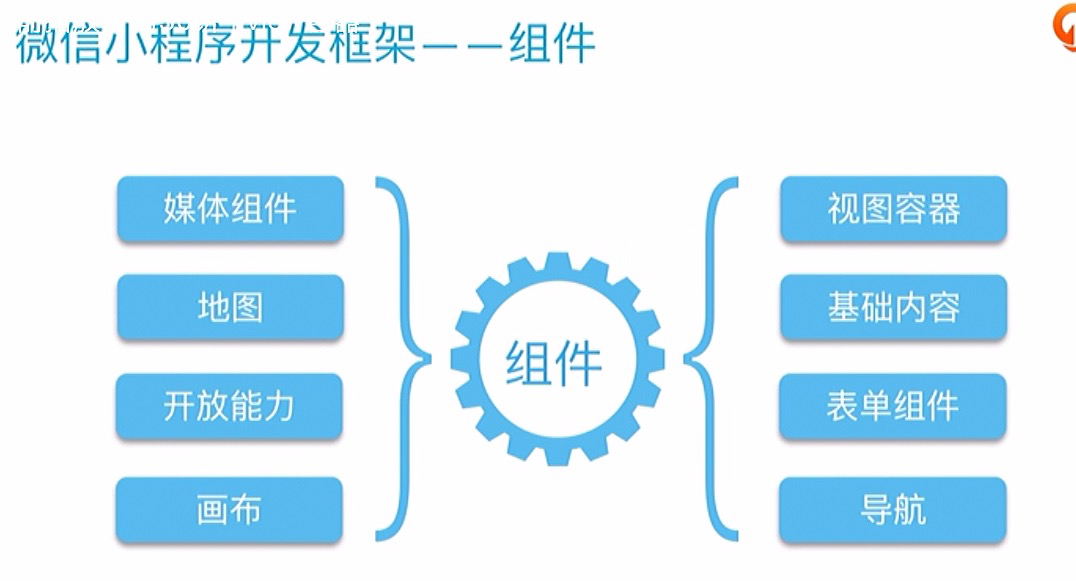 微信小程序开发框架——组件
媒体组件
地图
开放能力
画布
组件
视图容器
基础内容
表单组件
导航